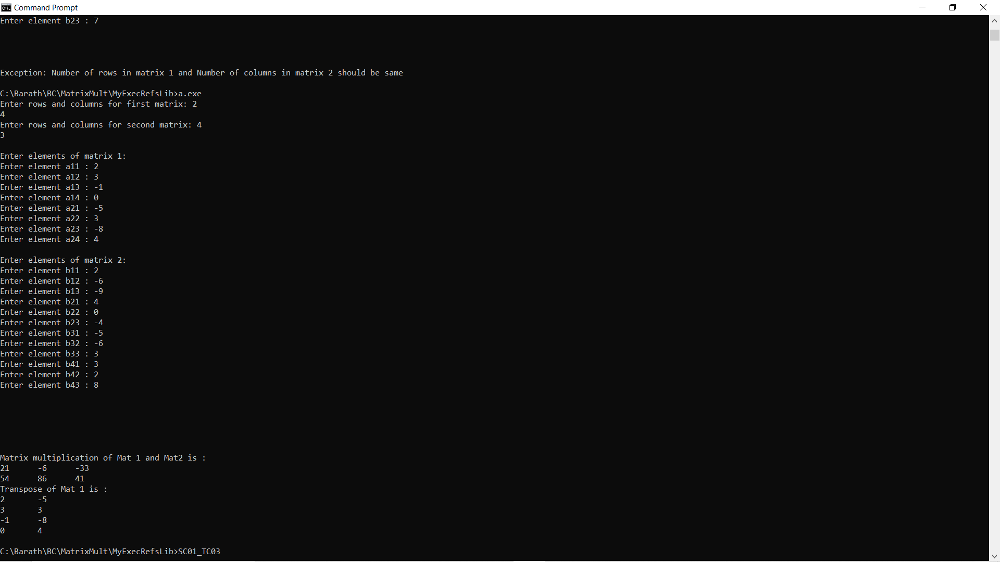 Command Prompt
Enter element b23 : 7
Exception: Number of rows in matrix 1 and Number of columns in matrix 2 should be same
C:\Barath\BC\MatrixMult\MyExecRefsLib>a.exe
Enter rows and columns for first matrix: 2
4
Enter rows and columns for second matrix: 4
3
Enter elements of matrix 1:
Enter element a11 : 2
Enter element a12 : 3
Enter element a13 : -1
Enter element a14 : 0
Enter element a21 : -5
Enter element a22 : 3
Enter element a23 : -8
Enter element a24 : 4
Enter elements of matrix 2:
Enter element b11 : 2
Enter element b12 : -6
Enter element b13 : -9
Enter element b21 : 4
Enter element b22 : 0
Enter element b23 : -4
Enter element b31 : -5
Enter element b32 : -6
Enter element b33 : 3
Enter element b41 : 3
Enter element b42 : 2
Enter element b43 : 8
Matrix multiplication of Mat 1 and Mat2 is :
21 -6 -33
54 86 41
Transpose of Mat 1 is :
2 -5
3 3
-1 -8
0 4
C:\Barath\BC\MatrixMult\MyExecRefsLib>SC01_TC03